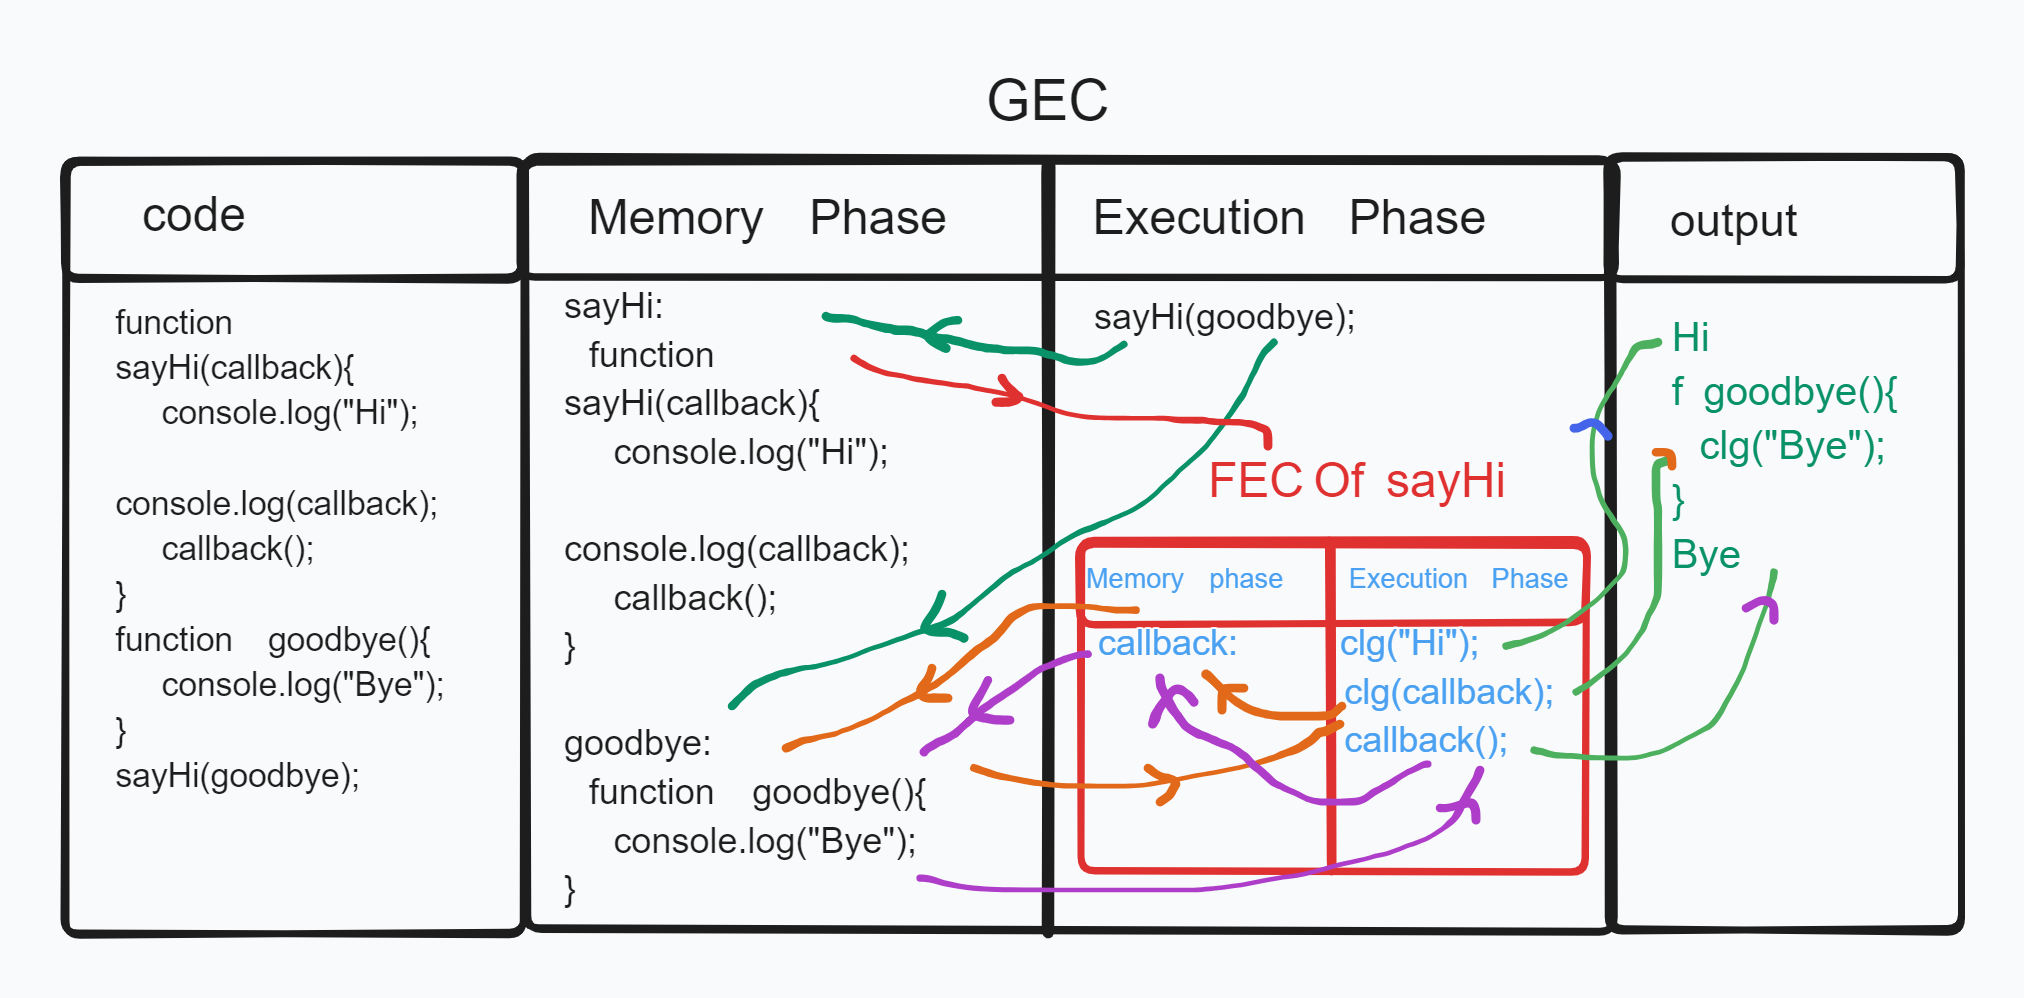 GEC
code
Memory Phase
Execution Phase
output
function
sayHi(callback){
console.log("Hi");
console.log(callback);
callback();
}
function goodbye(){
console.log("Bye");
}
sayHi(goodbye);
sayHi:
function
sayHi(callback){
console.log("Hi");
console.log(callback);
callback();
}
goodbye:
function goodbye(){
console.log("Bye");
}
sayHi(goodbye);
FEC Of sayHi
Memory phase
Execution Phase
callback:
clg("Hi");
clg(callback);
callback();
Hi
f goodbye(){
clg("Bye");
}
Bye